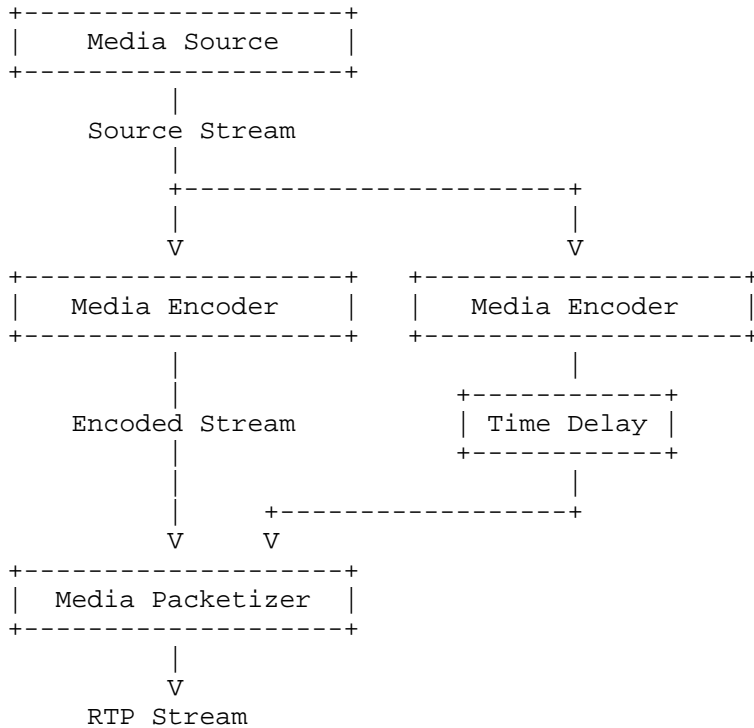 Media Source
Source Stream
V V
Media Encoder Media Encoder
Encoded Stream Time Delay
V V
Media Packetizer
V
RTP Stream